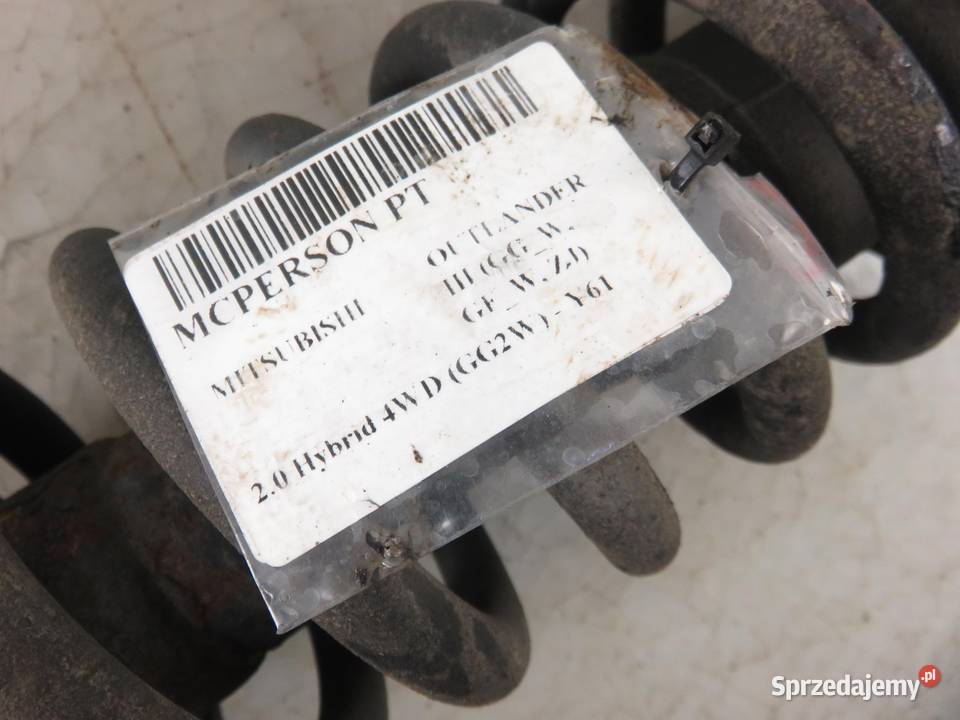 MCPERSON PT
MITSUBISHI OUTLANDER
III (GG_W,
GF_W, ZJ)
2.0 Hybrid 4WD (GG2W) - Y61
Sprzedajemy.pl